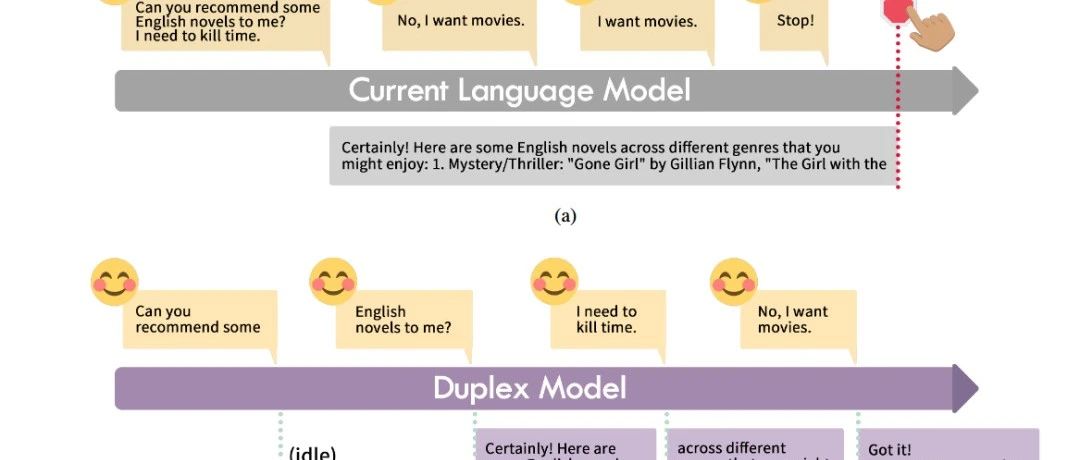 Can you recommend some
English novels to me?
I need to kill time.
No, I want movies.
I want movies.
Stop!
Current Language Model
Certainly! Here are some English novels across different genres that you
might enjoy: 1. Mystery/Thriller: "Gone Girl" by Gillian Flynn, "The Girl with the
(a)
Can you
recommend some
English
novels to me?
I need to
kill time.
No, I want
movies.
Duplex Model
(idle)
Certainly! Here are
across different
Got it!